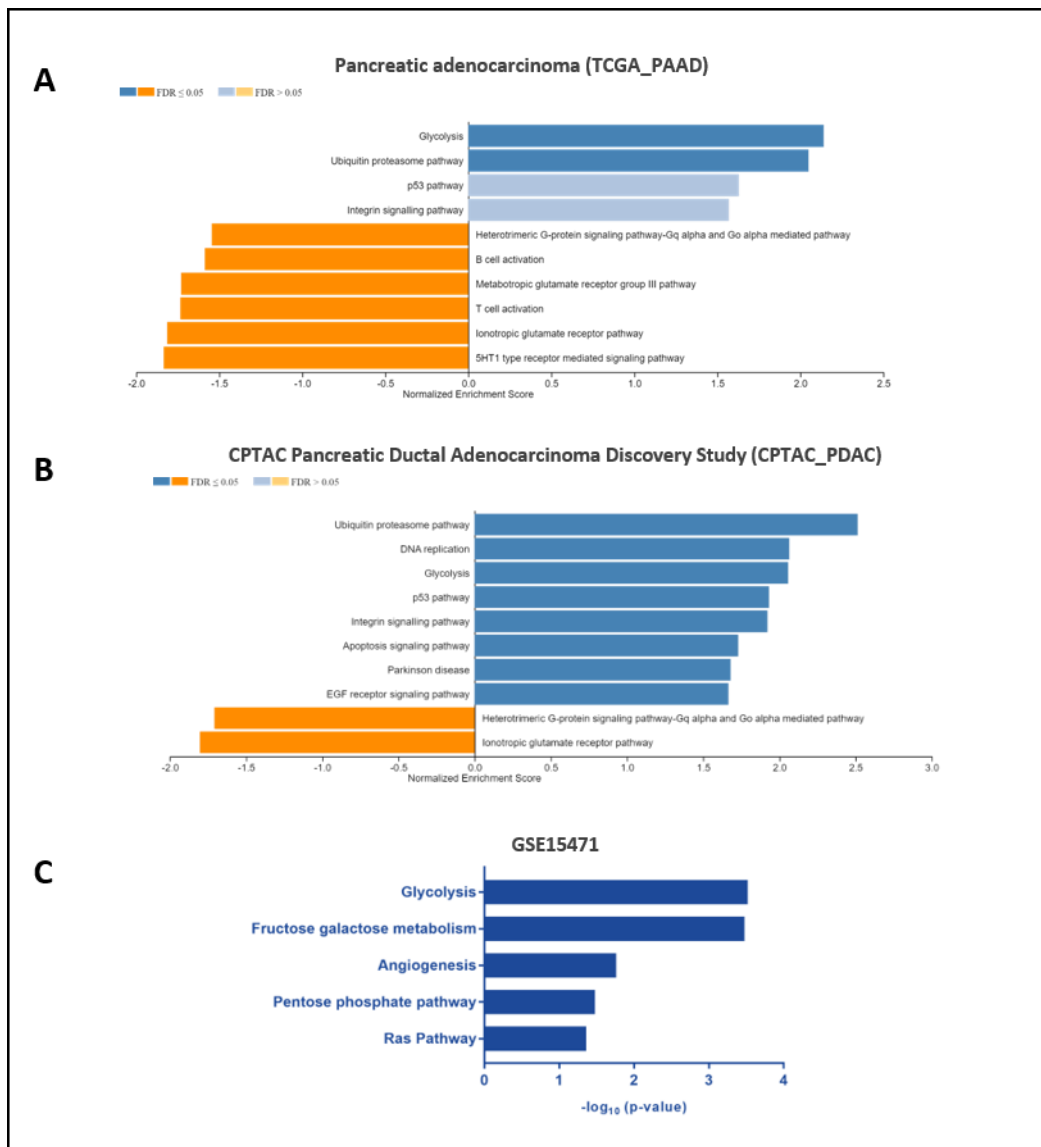 A
Pancreatic adenocarcinoma (TCGA_PAAD)
FDR ≤ 0.05 FDR > 0.05
Glycolysis
Ubiquitin proteasome pathway
p53 pathway
Integrin signalling pathway
Heterotrimeric G-protein signaling pathway-Gq alpha and Go alpha mediated pathway
B cell activation
Metabotropic glutamate receptor group III pathway
T cell activation
Ionotropic glutamate receptor pathway
5HT1 type receptor mediated signaling pathway
-2.0 -1.5 -1.0 -0.5 0.0 0.5 1.0 1.5 2.0 2.5
Normalized Enrichment Score
B
CPTAC Pancreatic Ductal Adenocarcinoma Discovery Study (CPTAC_PDAC)
FDR ≤ 0.05 FDR > 0.05
Ubiquitin proteasome pathway
DNA replication
Glycolysis
p53 pathway
Integrin signalling pathway
Apoptosis signaling pathway
Parkinson disease
EGF receptor signaling pathway
Heterotrimeric G-protein signaling pathway-Gq alpha and Go alpha mediated pathway
Ionotropic glutamate receptor pathway
-2.0 -1.5 -1.0 -0.5 0.0 0.5 1.0 1.5 2.0 2.5 3.0
Normalized Enrichment Score
C
GSE15471
Glycolysis
Fructose galactose metabolism
Angiogenesis
Pentose phosphate pathway
Ras Pathway
0 1 2 3 4
-log₁₀ (p-value)